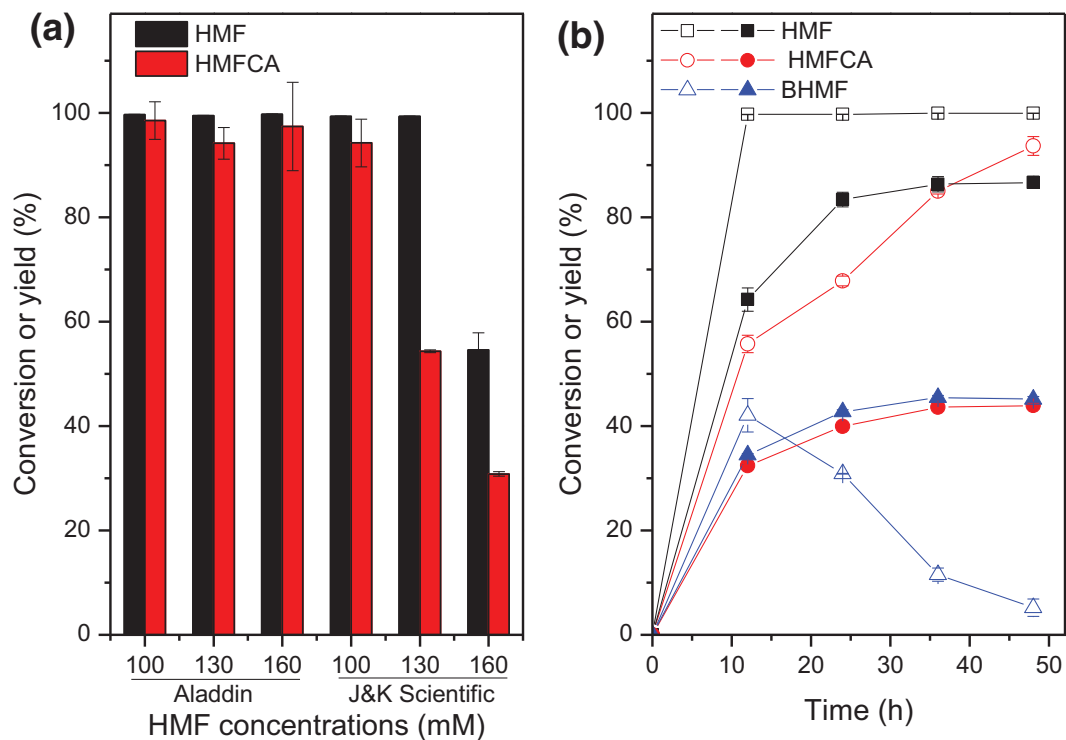 (a)
HMF
HMFCA
100
80
60
40
20
0
Conversion or yield (%)
100 130 160 100 130 160
Aladdin J&K Scientific
HMF concentrations (mM)
(b)
HMF
HMFCA
BHMF
100
80
60
40
20
0
Conversion or yield (%)
0 10 20 30 40 50
Time (h)